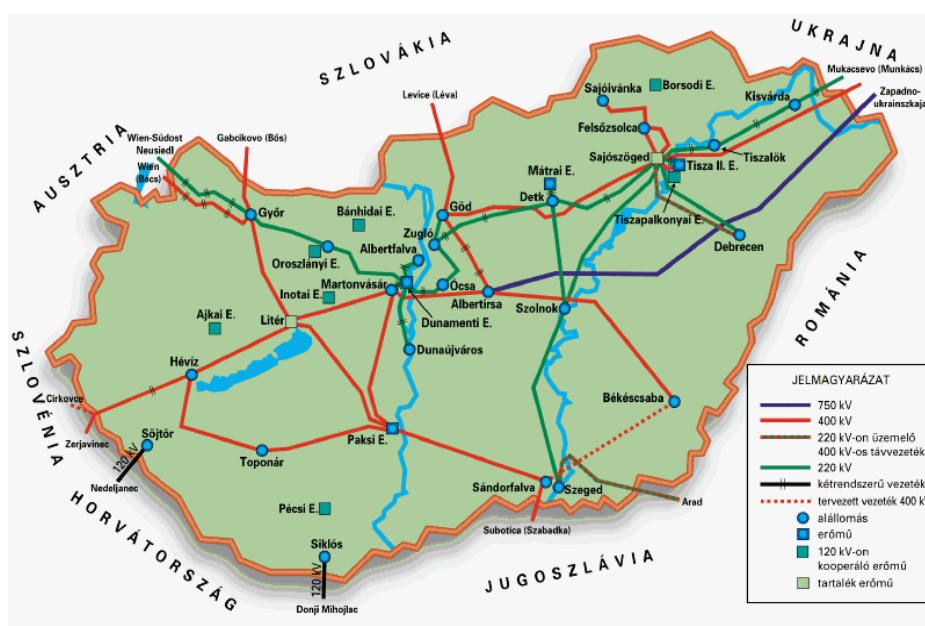 SZLOVÁKIA
UKRAJNA
AUSZTRIA
SZLOVÉNIA
HORVÁTORSZÁG
JUGOSZLÁVIA
ROMÁNIA
Mukacsevo (Munkács)
Zapadno-
ukrainszkaja
Levice (Léva)
Gabcikovo (Bős)
Wien-Südost
Neusiedl
Wien
(Bécs)
Sajóivánka
Borsodi E.
Kisvárda
Felsőzsolca
Sajószöged
Tiszalök
Tisza II. E.
Mátrai E.
Detk
Tiszapalkonyai E.
Debrecen
Győr
Bánhidai E.
Göd
Zugló
Albertfalva
Oroszlányi E.
Martonvásár
Ócsa
Albertirsa
Inotai E.
Dunamenti E.
Szolnok
Ajkai E.
Litér
Dunaújváros
Hévíz
Cirkovce
Zerjavinec
Söjtör
120 kV
Nedeljanec
Toponár
Paksi E.
Békéscsaba
Sándorfalva
Szeged
Arad
Subotica (Szabadka)
Pécsi E.
Siklós
120 kV
Donji Mihojlac
JELMAGYARÁZAT
750 kV
400 kV
220 kV-on üzemelő
400 kV-os távvezeték
220 kV
kétrendszerű vezeték
tervezett vezeték 400 k
alállomás
erőmű
120 kV-on
kooperáló erőmű
tartalék erőmű